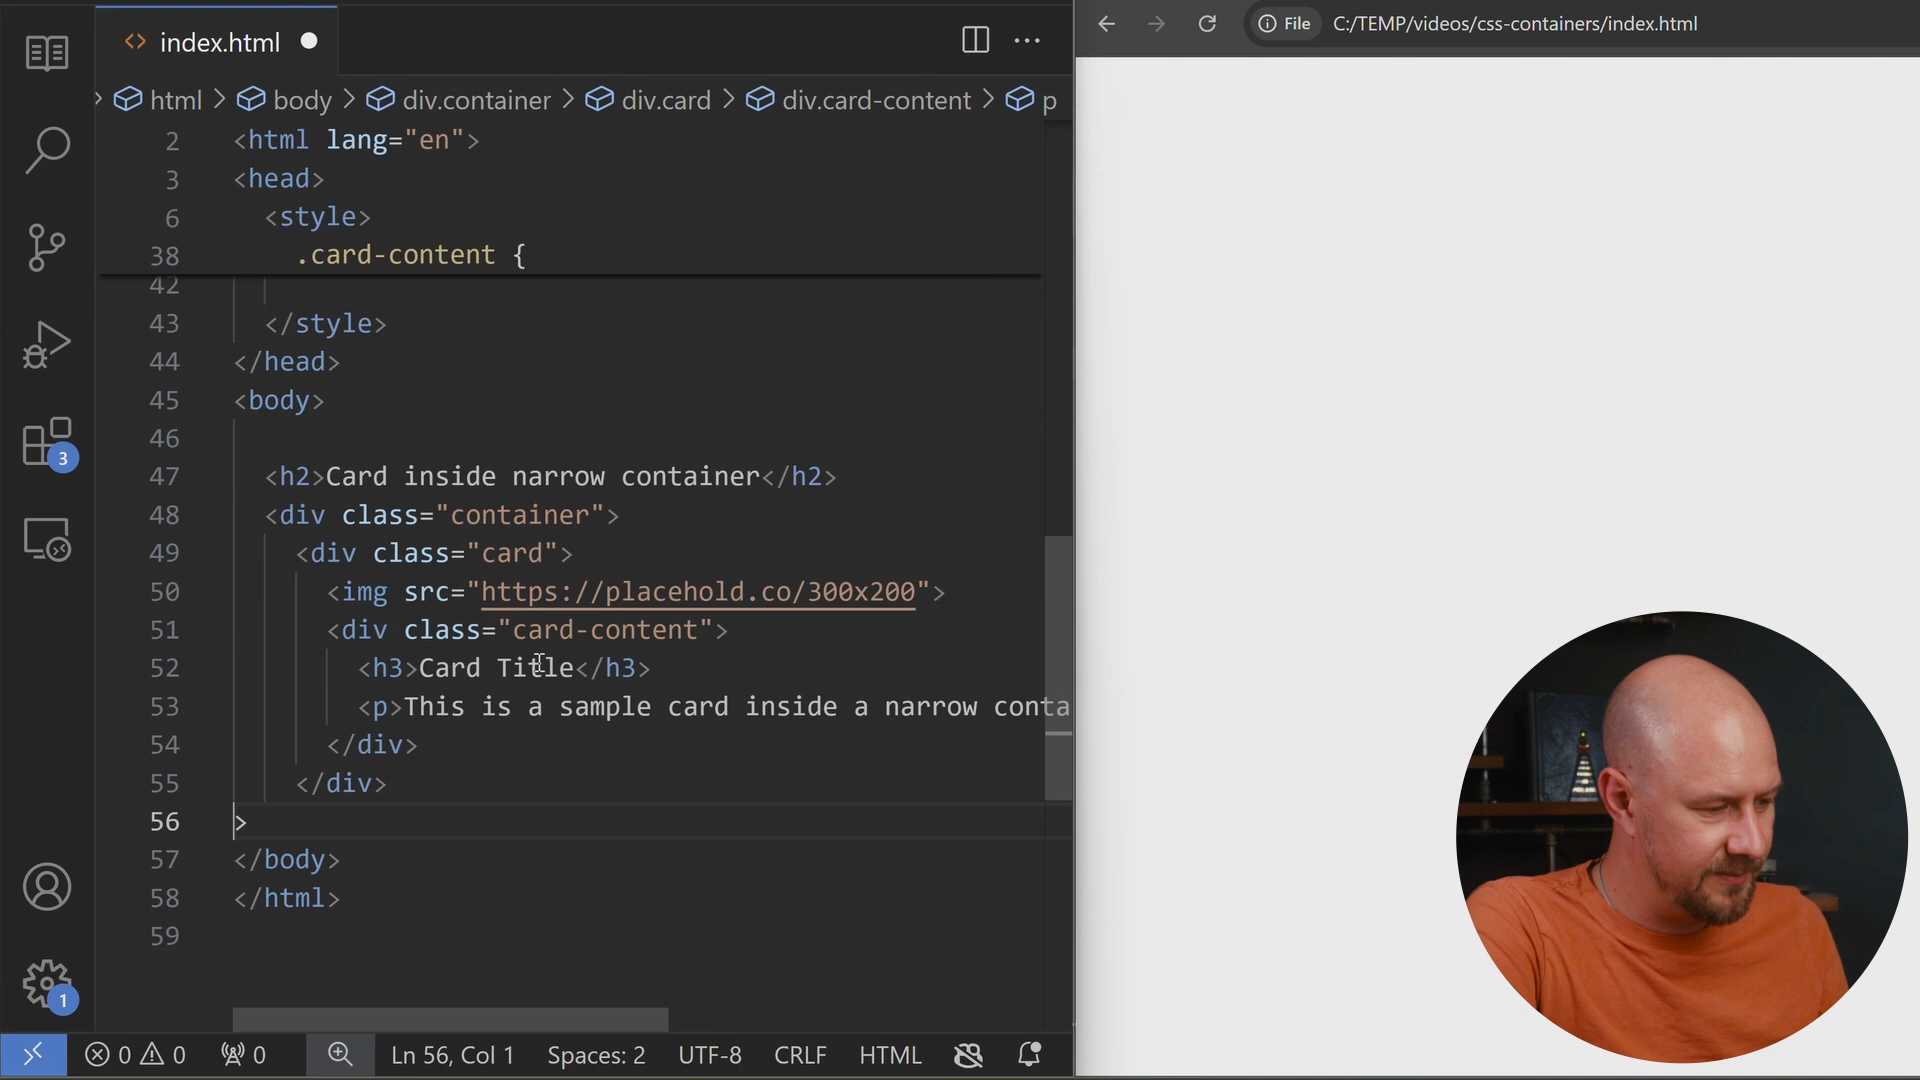 index.html
File
C:/TEMP/videos/css-containers/index.html
html body div.container div.card div.card-content p
2 <html lang="en">
3 <head>
6 <style>
38 .card-content {
42
43 </style>
44 </head>
45 <body>
46
47 <h2>Card inside narrow container</h2>
48 <div class="container">
49 <div class="card">
50 <img src="https://placehold.co/300x200">
51 <div class="card-content">
52 <h3>Card Title</h3>
53 <p>This is a sample card inside a narrow conta
54 </div>
55 </div>
56 >
57 </body>
58 </html>
59
3
1
0 0 0 Ln 56, Col 1 Spaces: 2 UTF-8 CRLF HTML